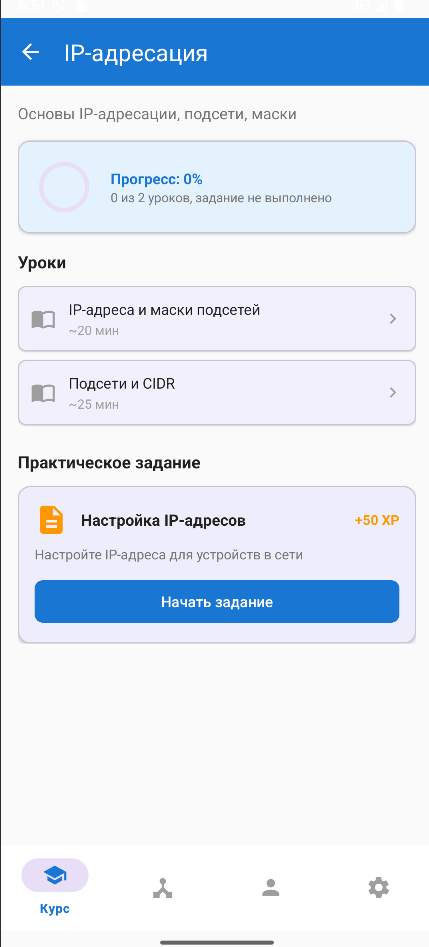 IP-адресация
Основы IP-адресации, подсети, маски
Прогресс: 0%
0 из 2 уроков, задание не выполнено
Уроки
IP-адреса и маски подсетей
~20 мин
Подсети и CIDR
~25 мин
Практическое задание
Настройка IP-адресов
+50 XP
Настройте IP-адреса для устройств в сети
Начать задание
Курс